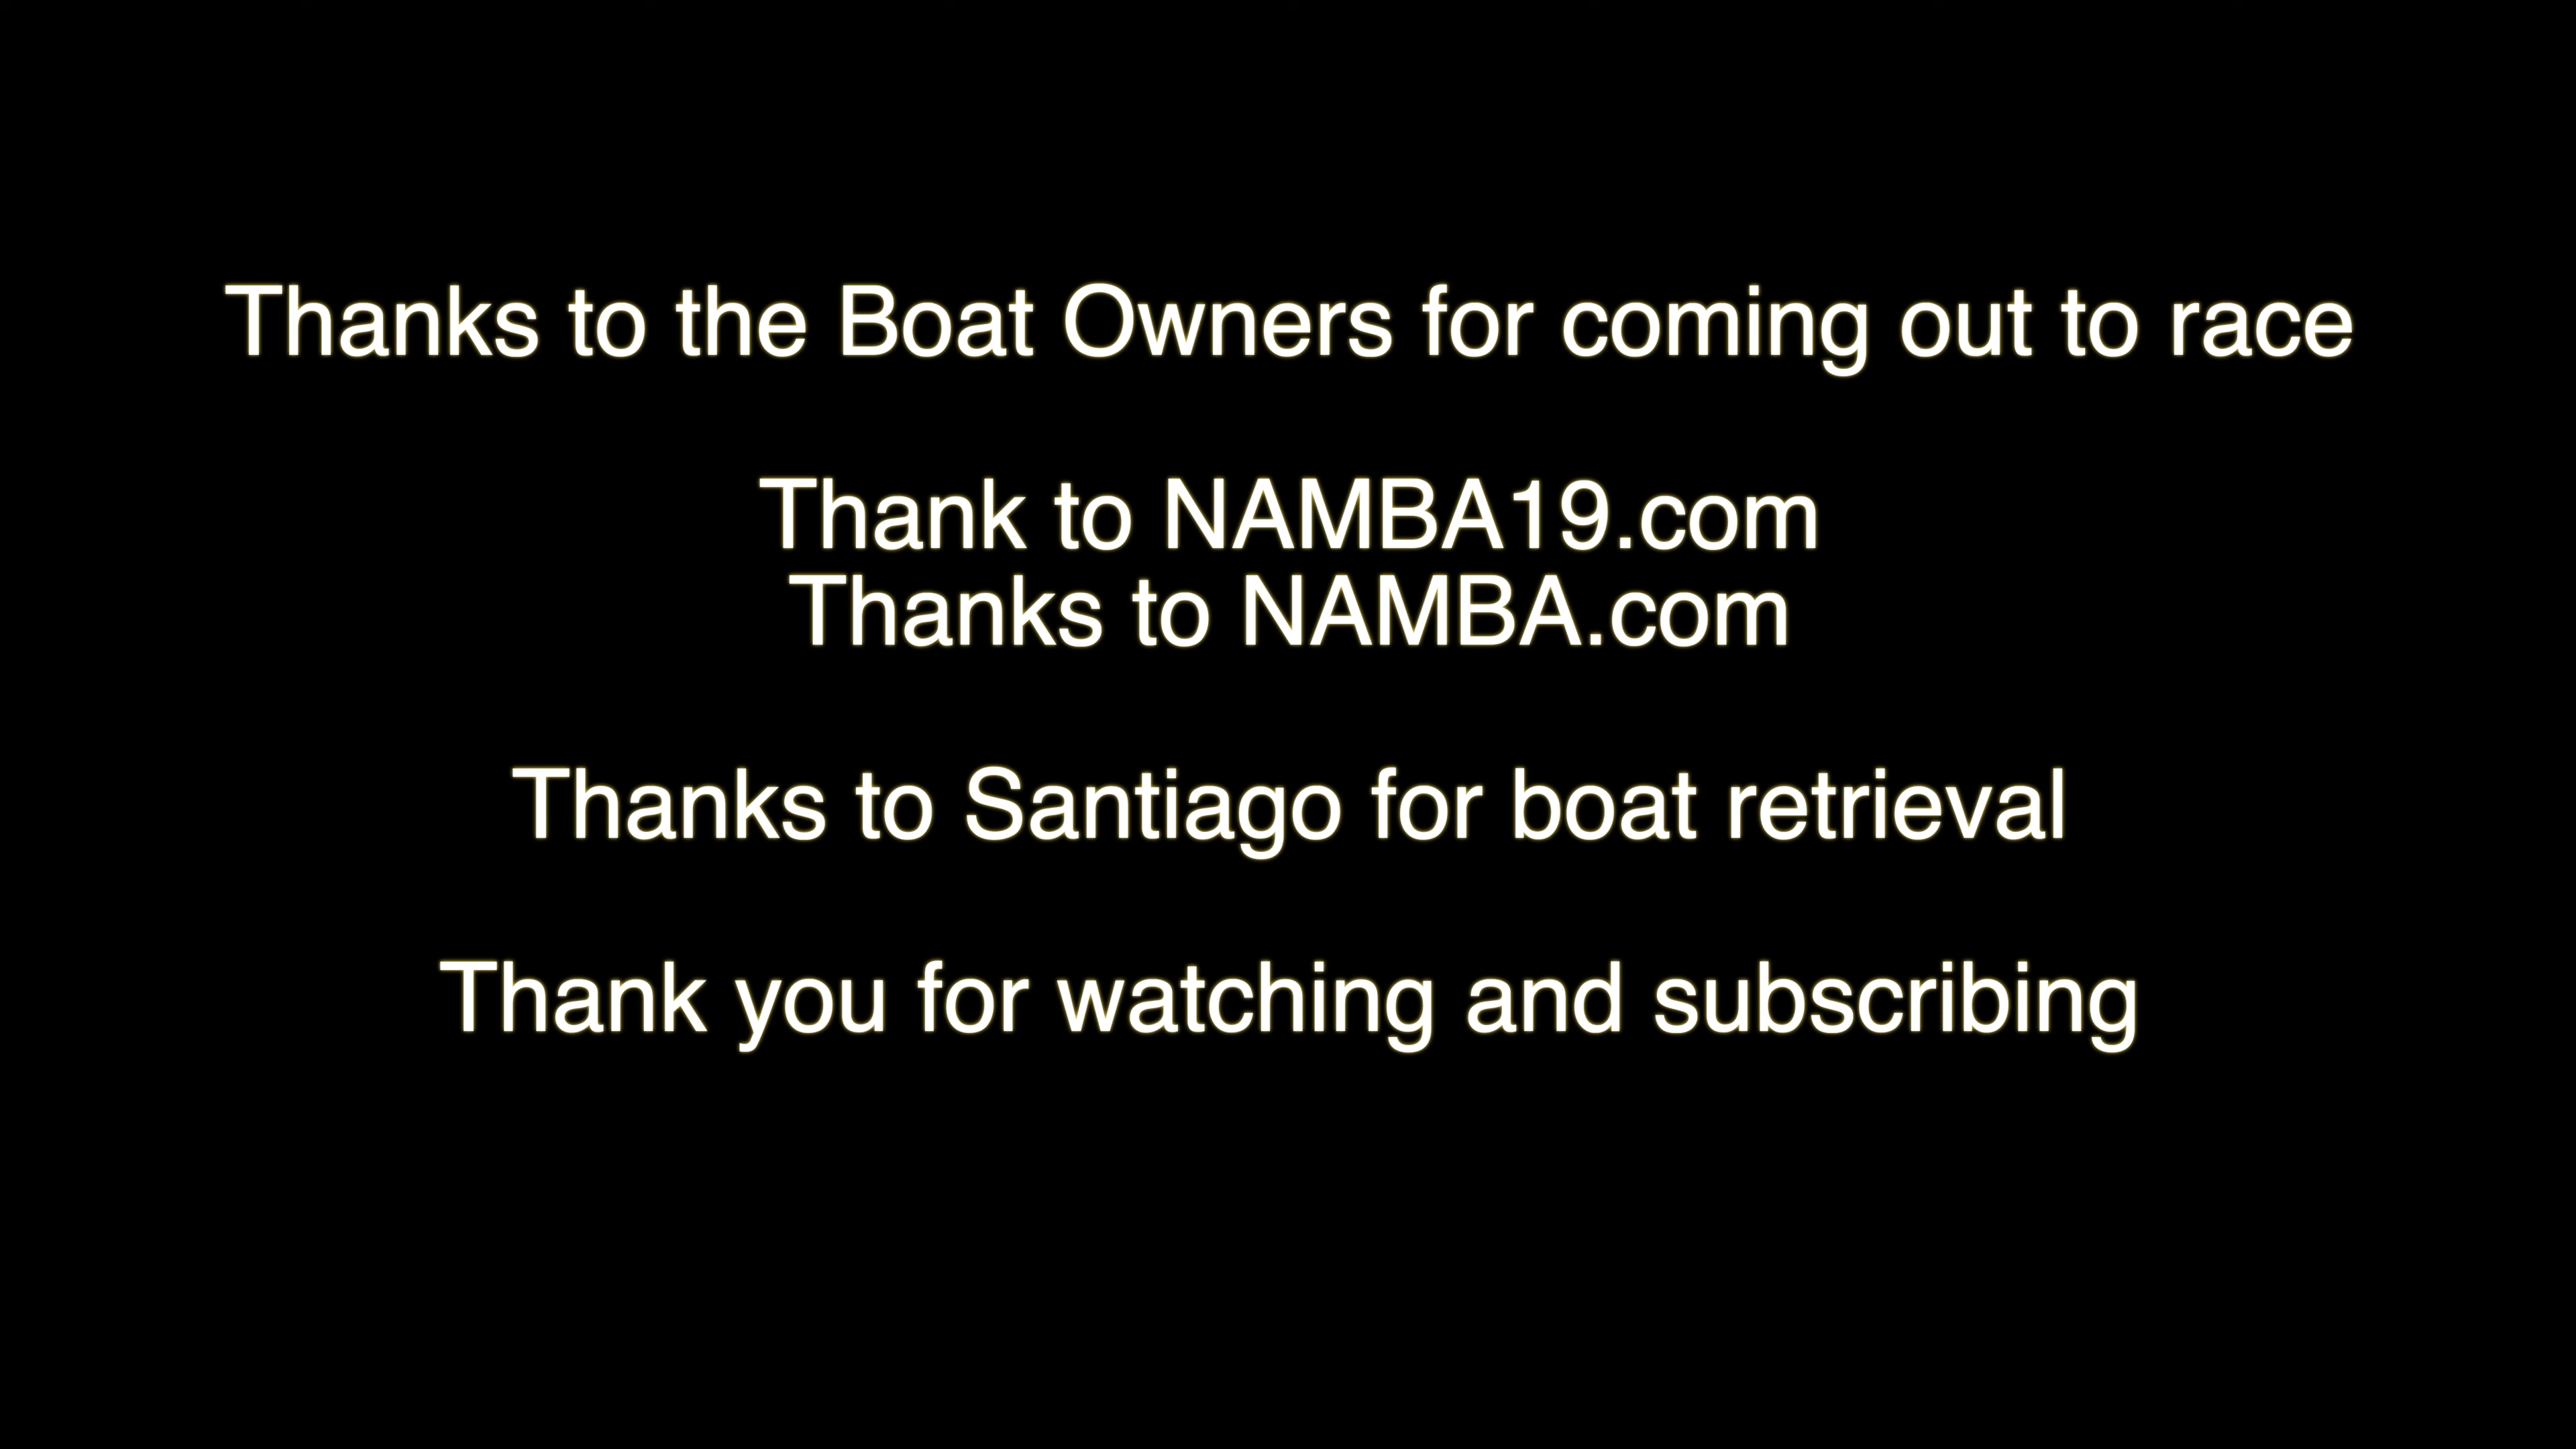 Thanks to the Boat Owners for coming out to race
Thank to NAMBA19.com
Thanks to NAMBA.com
Thanks to Santiago for boat retrieval
Thank you for watching and subscribing